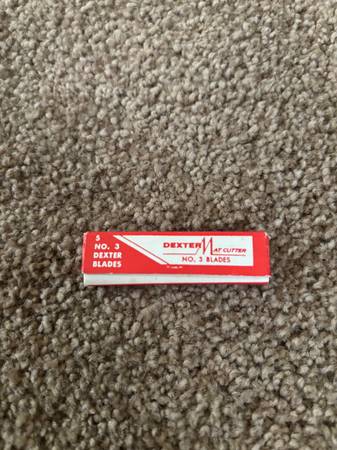 5
NO. 3
DEXTER
BLADES
DEXTER MAT CUTTER
NO. 3 BLADES